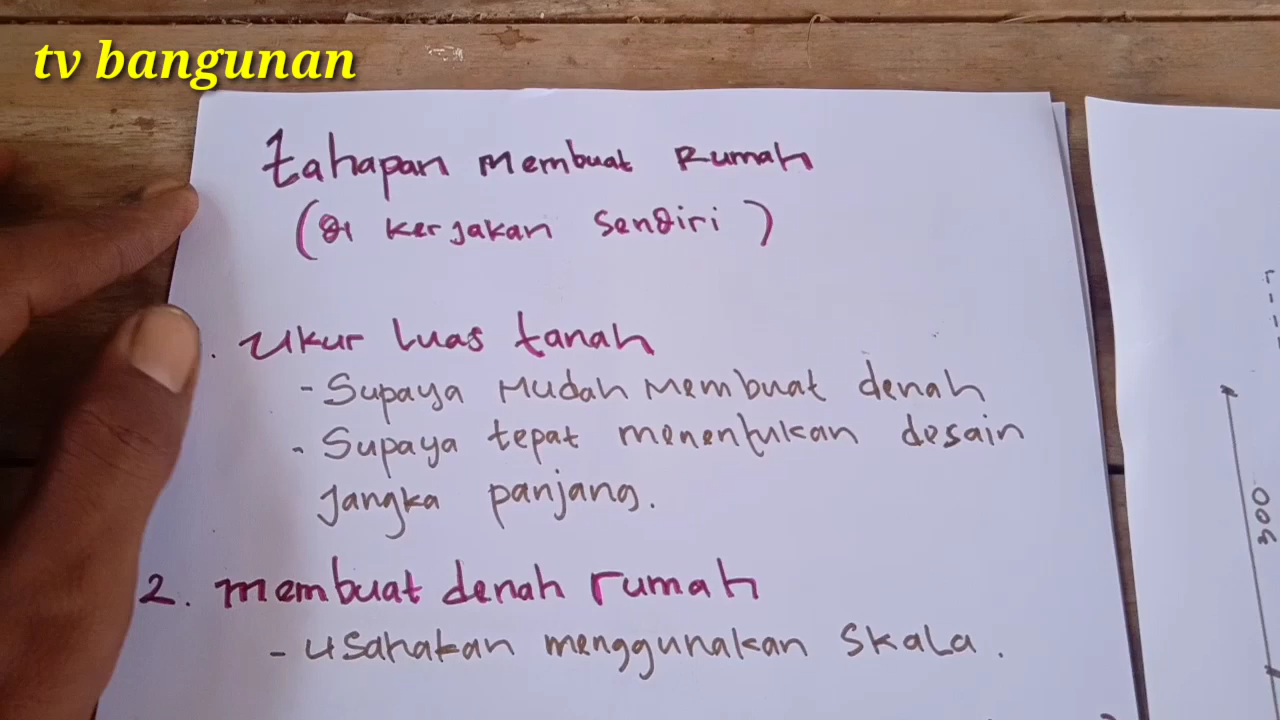 tv bangunan
tahapan membuat Rumah
(di kerjakan sendiri)
. Ukur luas tanah
- Supaya mudah membuat denah
- Supaya tepat menentukan desain
jangka panjang.
2. membuat denah rumah
- usahakan menggunakan skala.
300